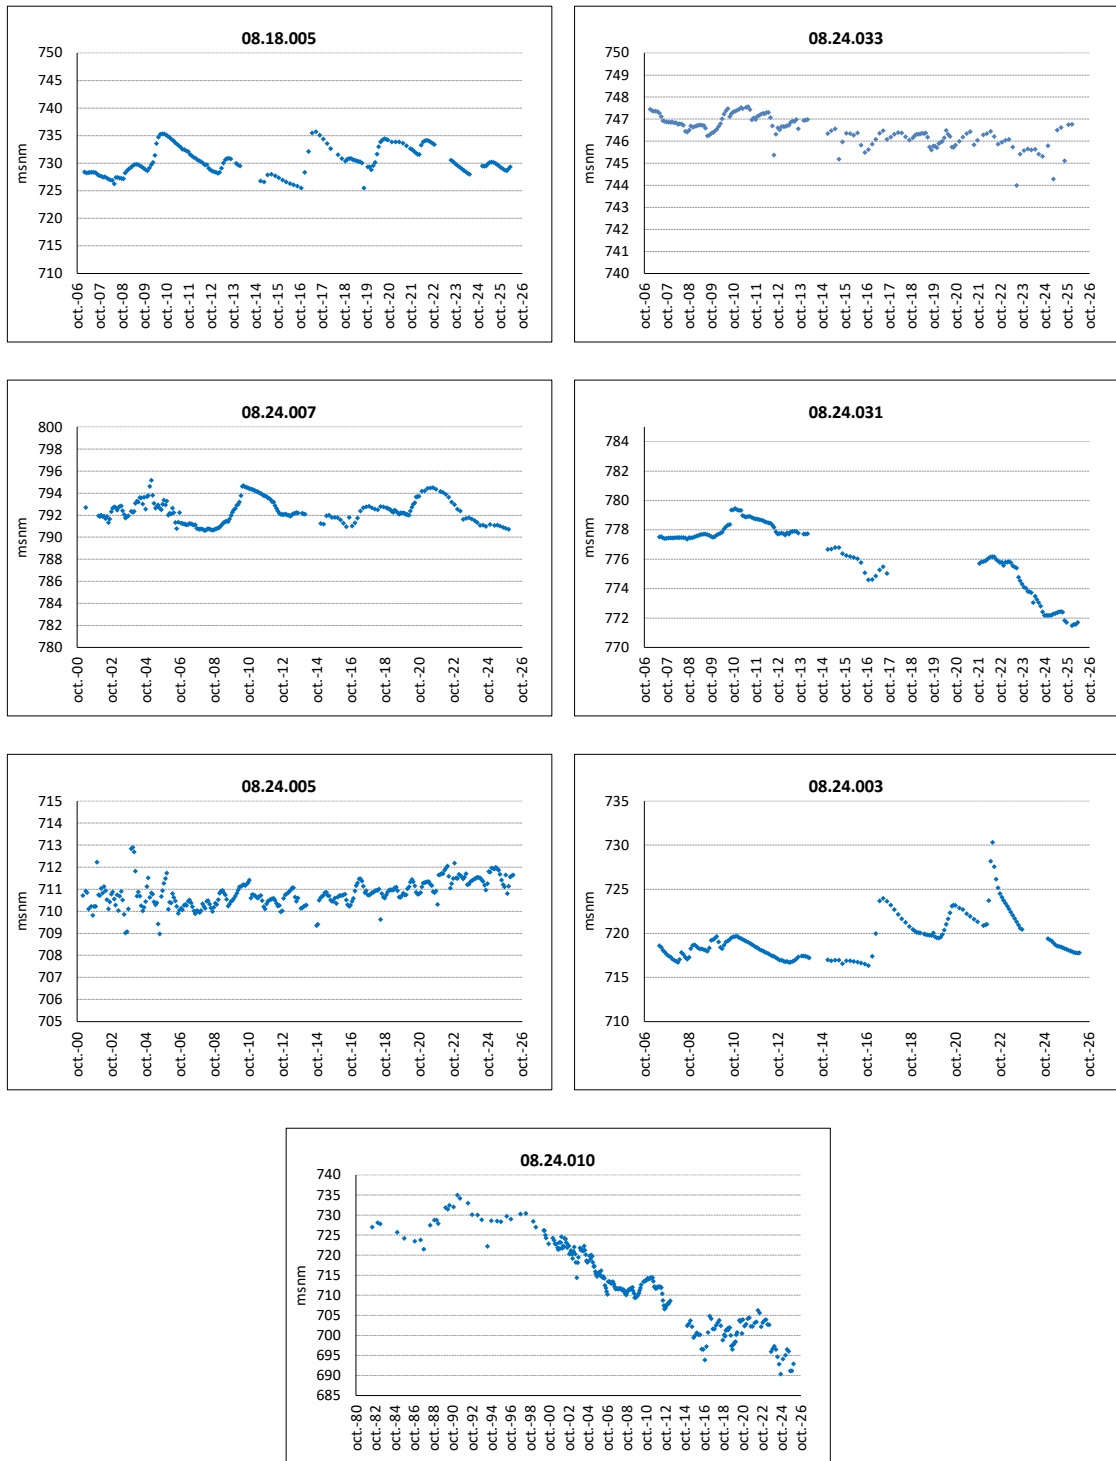 08.18.005
750
745
740
735
730
725
720
715
710
msnm
oct.-06
oct.-07
oct.-08
oct.-09
oct.-10
oct.-11
oct.-12
oct.-13
oct.-14
oct.-15
oct.-16
oct.-17
oct.-18
oct.-19
oct.-20
oct.-21
oct.-22
oct.-23
oct.-24
oct.-25
oct.-26
08.24.033
750
749
748
747
746
745
744
743
742
741
740
msnm
oct.-06
oct.-07
oct.-08
oct.-09
oct.-10
oct.-11
oct.-12
oct.-13
oct.-14
oct.-15
oct.-16
oct.-17
oct.-18
oct.-19
oct.-20
oct.-21
oct.-22
oct.-23
oct.-24
oct.-25
oct.-26
08.24.007
800
798
796
794
792
790
788
786
784
782
780
msnm
oct.-00
oct.-02
oct.-04
oct.-06
oct.-08
oct.-10
oct.-12
oct.-14
oct.-16
oct.-18
oct.-20
oct.-22
oct.-24
oct.-26
08.24.031
784
782
780
778
776
774
772
770
msnm
oct.-06
oct.-07
oct.-08
oct.-09
oct.-10
oct.-11
oct.-12
oct.-13
oct.-14
oct.-15
oct.-16
oct.-17
oct.-18
oct.-19
oct.-20
oct.-21
oct.-22
oct.-23
oct.-24
oct.-25
oct.-26
08.24.005
715
714
713
712
711
710
709
708
707
706
705
msnm
oct.-00
oct.-02
oct.-04
oct.-06
oct.-08
oct.-10
oct.-12
oct.-14
oct.-16
oct.-18
oct.-20
oct.-22
oct.-24
oct.-26
08.24.003
735
730
725
720
715
710
msnm
oct.-06
oct.-08
oct.-10
oct.-12
oct.-14
oct.-16
oct.-18
oct.-20
oct.-22
oct.-24
oct.-26
08.24.010
740
735
730
725
720
715
710
705
700
695
690
685
msnm
oct.-80
oct.-82
oct.-84
oct.-86
oct.-88
oct.-90
oct.-92
oct.-94
oct.-96
oct.-98
oct.-00
oct.-02
oct.-04
oct.-06
oct.-08
oct.-10
oct.-12
oct.-14
oct.-16
oct.-18
oct.-20
oct.-22
oct.-24
oct.-26